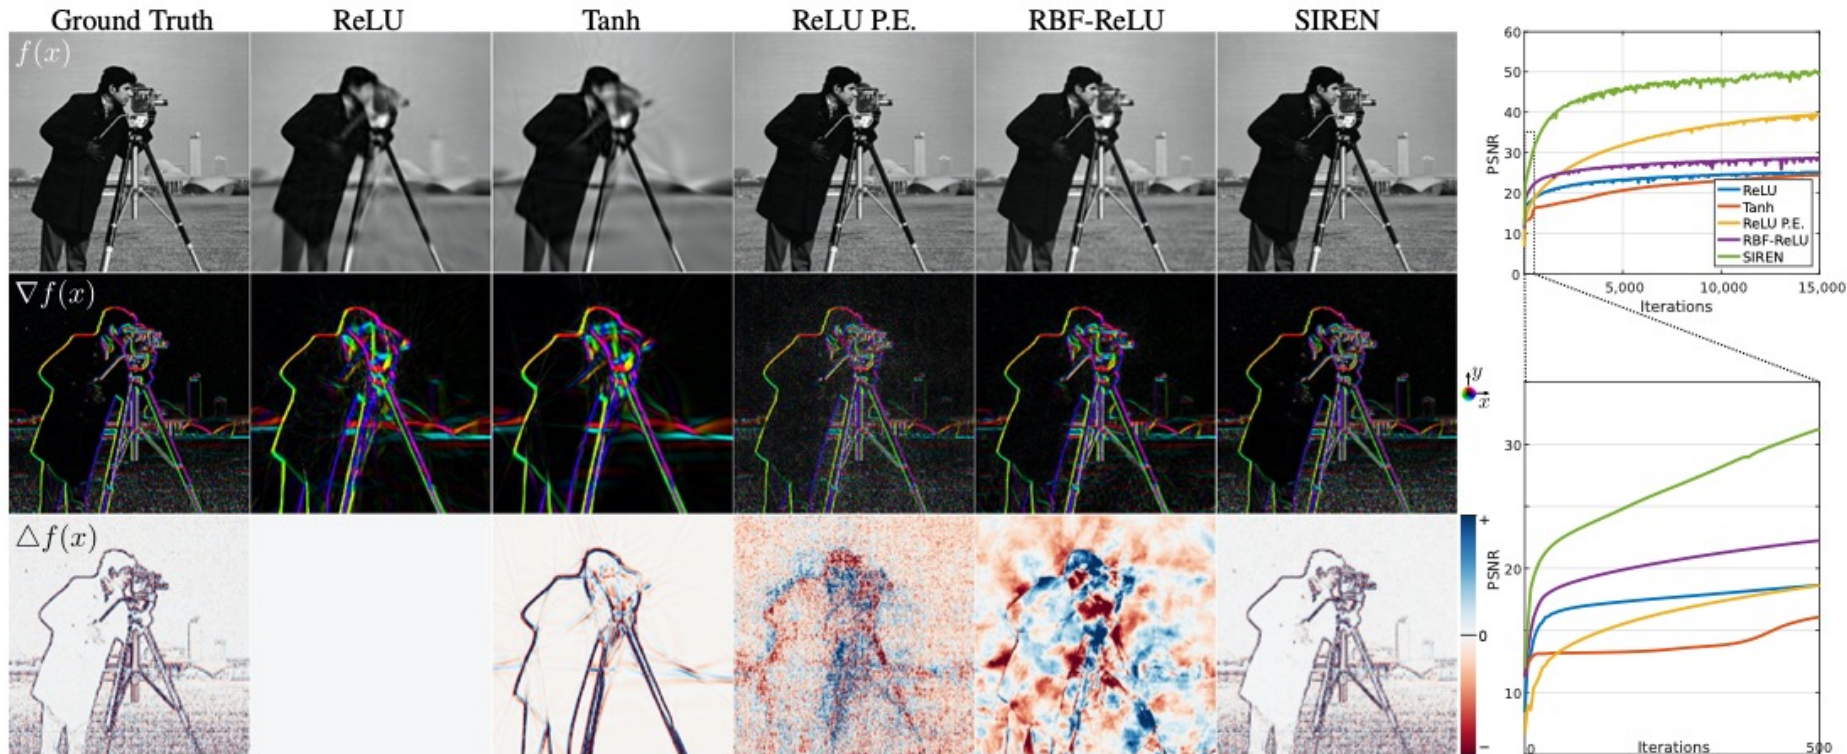 Ground Truth
ReLU
Tanh
ReLU P.E.
RBF-ReLU
SIREN
f(x)
∇f(x)
△f(x)
y
x
+
0
−
60
50
40
30
20
10
0
PSNR
ReLU
Tanh
ReLU P.E.
RBF-ReLU
SIREN
5,000
10,000
15,000
Iterations
30
20
10
PSNR
0
Iterations
500